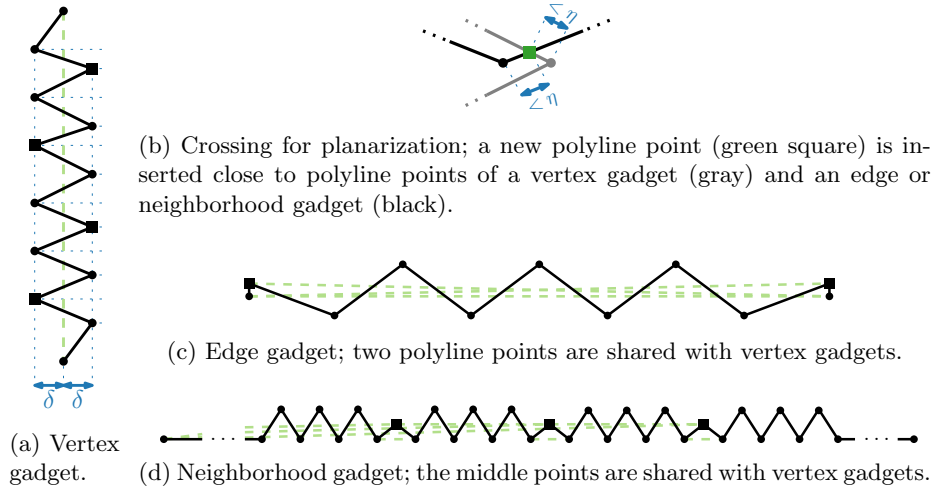 < η
< η
(b) Crossing for planarization; a new polyline point (green square) is in-
serted close to polyline points of a vertex gadget (gray) and an edge or
neighborhood gadget (black).
(c) Edge gadget; two polyline points are shared with vertex gadgets.
δ δ
(a) Vertex
gadget.
(d) Neighborhood gadget; the middle points are shared with vertex gadgets.